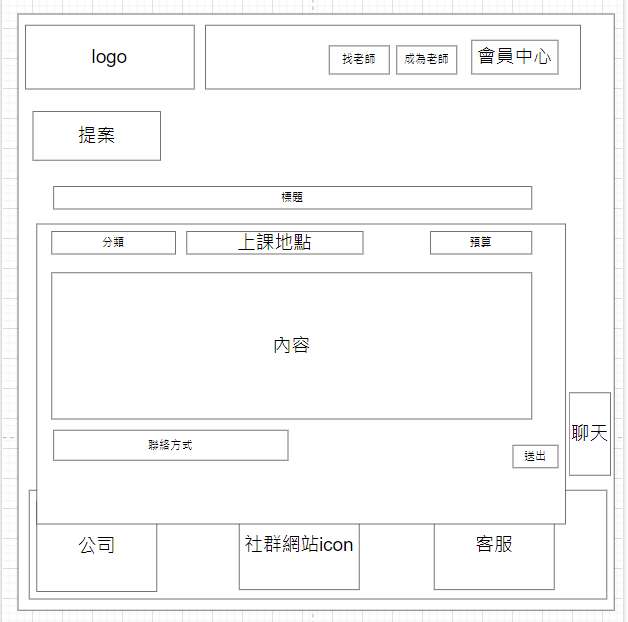 logo
找老師
成為老師
會員中心
提案
標題
分類
上課地點
預算
內容
聊天
聯絡方式
送出
公司
社群網站icon
客服